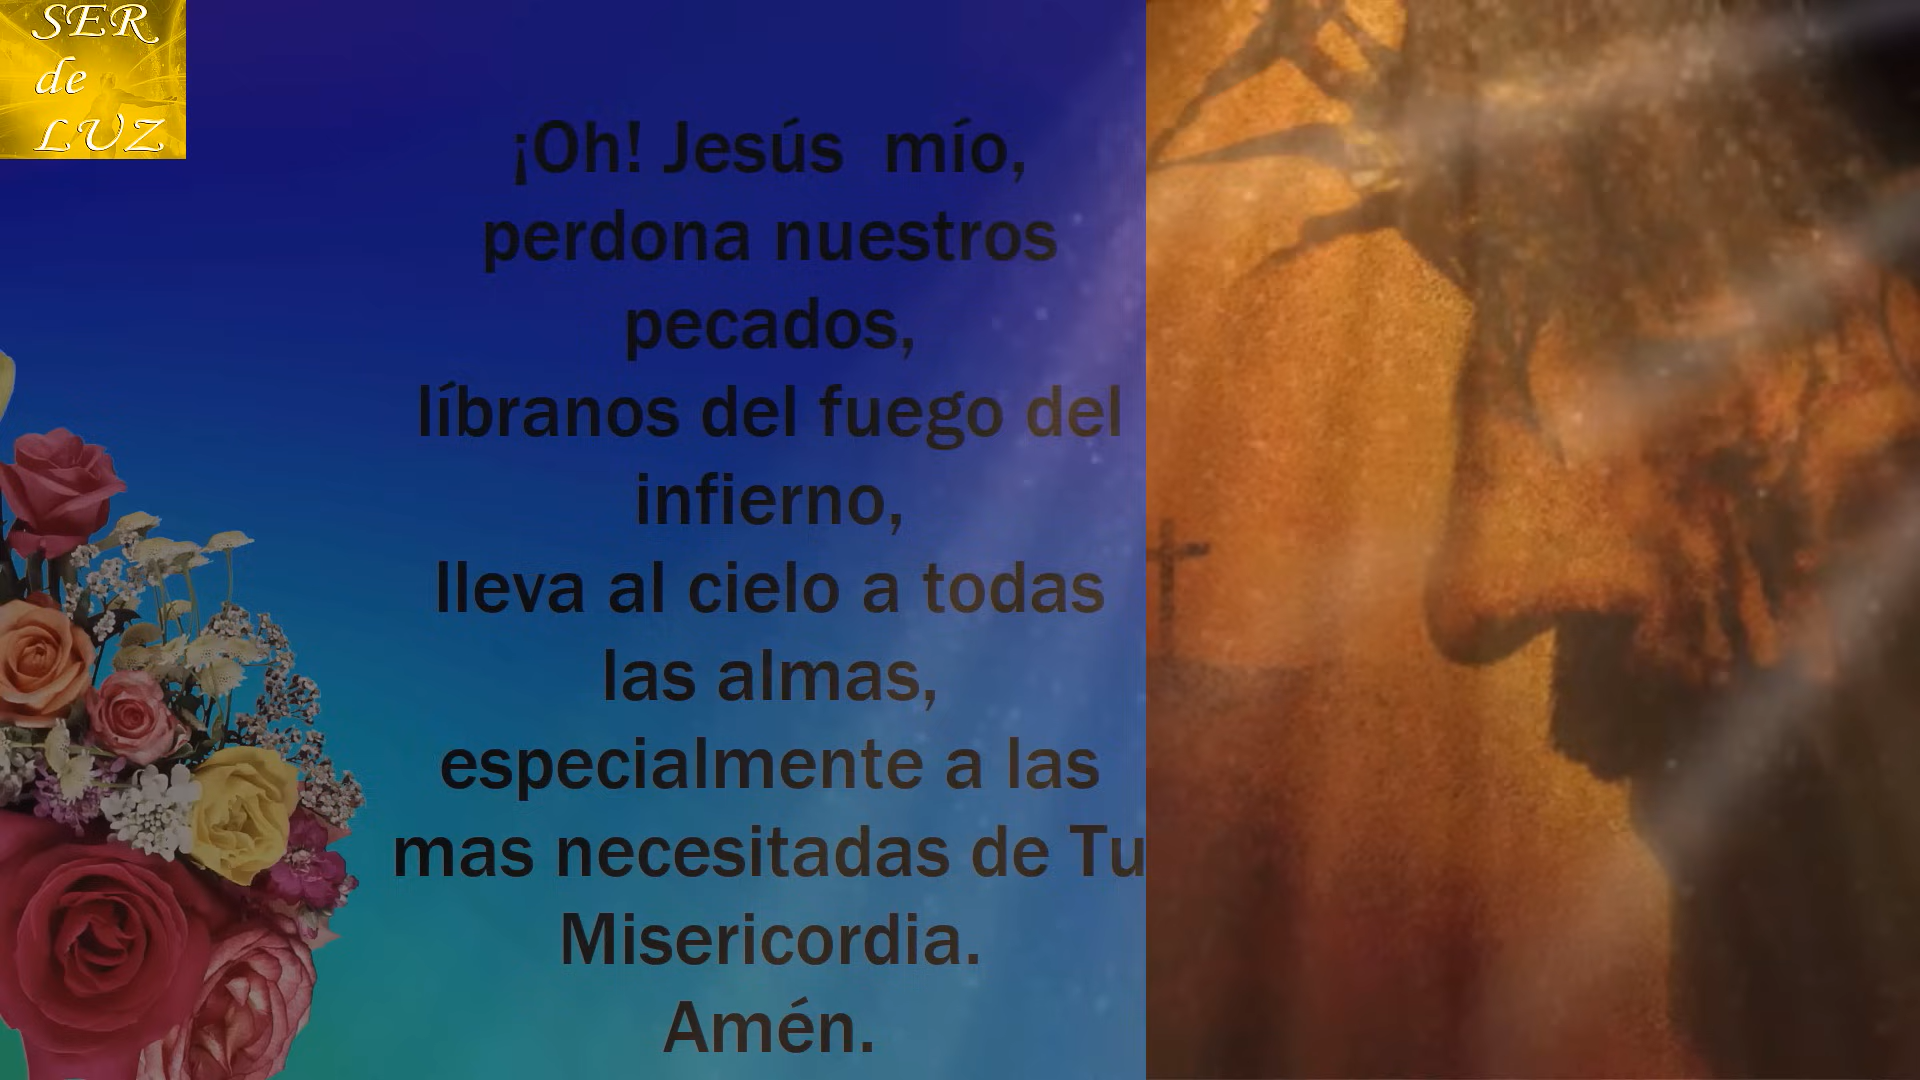 SER
de
LUZ
¡Oh! Jesús  mío,
perdona nuestros
pecados,
líbranos del fuego del
infierno,
lleva al cielo a todas
las almas,
especialmente a las
mas necesitadas de Tu
Misericordia.
Amén.